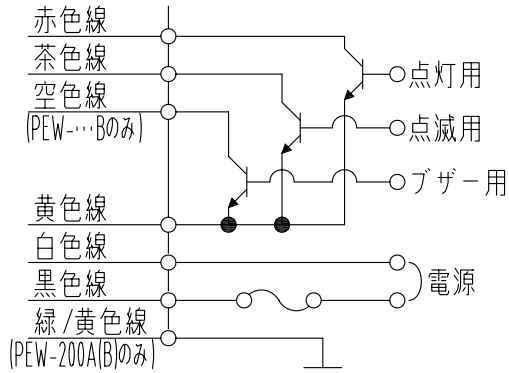 赤色線
茶色線
点灯用
空色線
(PEW-…Bのみ)
点滅用
ブザー用
黄色線
白色線
黒色線
電源
緑/黄色線
(PEW-200A(B)のみ)